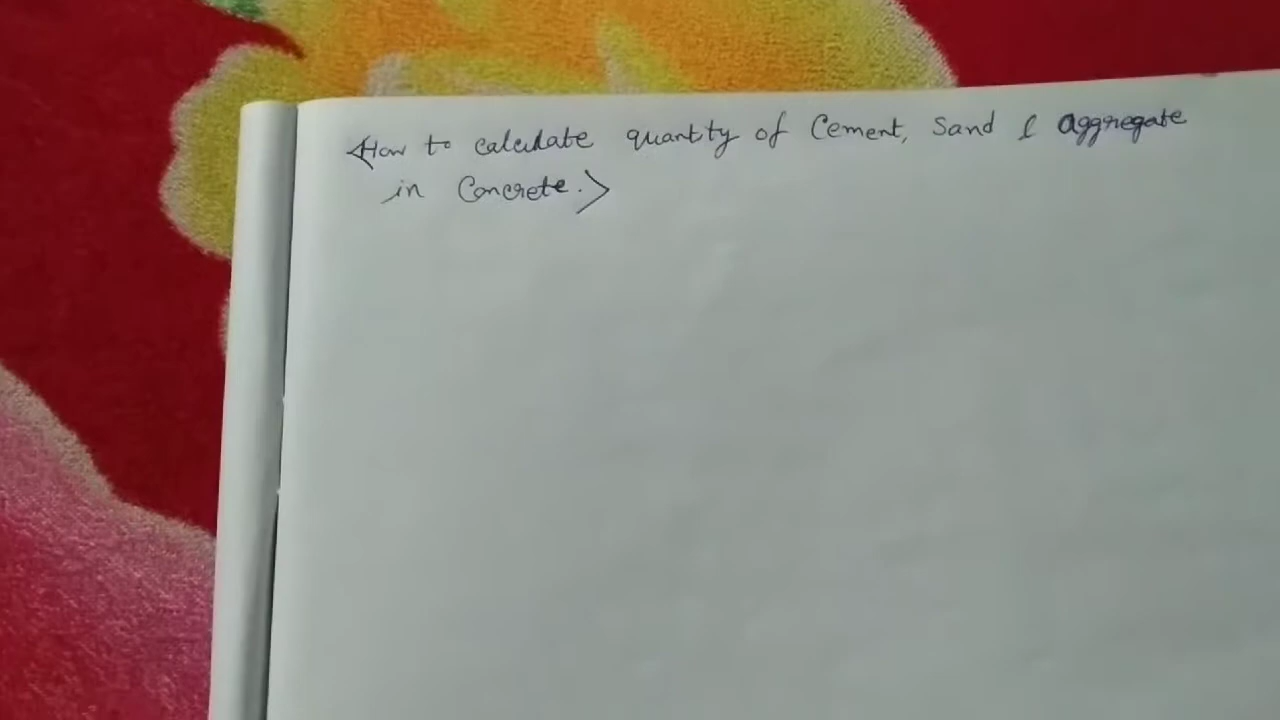 <How to calculate quantity of Cement, Sand & aggregate
in Concrete.>